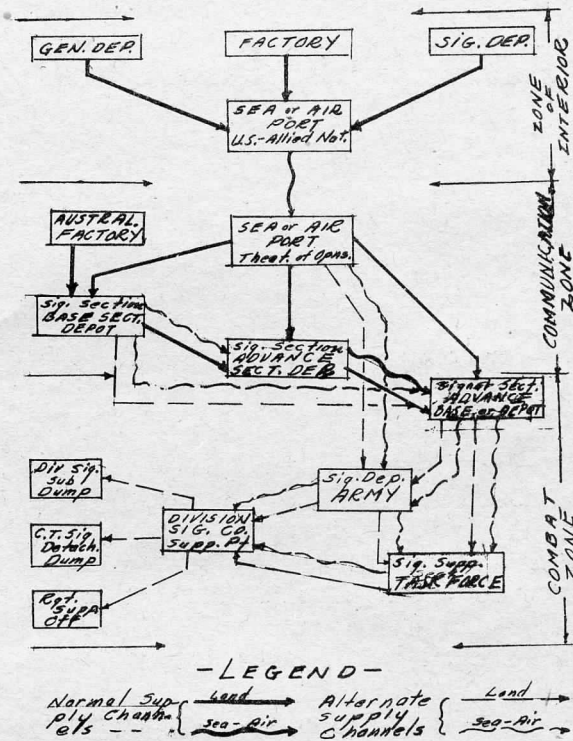 GEN. DEP.
FACTORY
SIG. DEP.
SEA or AIR
PORT
U.S.-Allied Nat.
ZONE
OF
INTERIOR
AUSTRAL.
FACTORY
SEA or AIR
PORT
Theat. of Opns.
COMMUNICATION
ZONE
Sig. Section
BASE SECT.
DEPOT
Sig. Section
ADVANCE
SECT. DEP.
Signal Sect.
ADVANCE
BASE or DEPOT
Div Sig.
Sub
Dump
Sig. Dep.
ARMY
DIVISION
SIG. CO.
Supp. Pt
C.T. Sig
Detach.
Dump
Sig. Supp.
TASK FORCE
Rgt.
Supp
Off
COMBAT
ZONE
-LEGEND-
Normal Sup-
ply Chann-
els --
Land
Sea-Air
Alternate
Supply
Channels
Land
Sea-Air